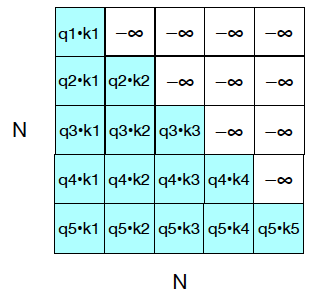 q1•k1 −∞ −∞ −∞ −∞
q2•k1 q2•k2 −∞ −∞ −∞
N q3•k1 q3•k2 q3•k3 −∞ −∞
q4•k1 q4•k2 q4•k3 q4•k4 −∞
q5•k1 q5•k2 q5•k3 q5•k4 q5•k5
N